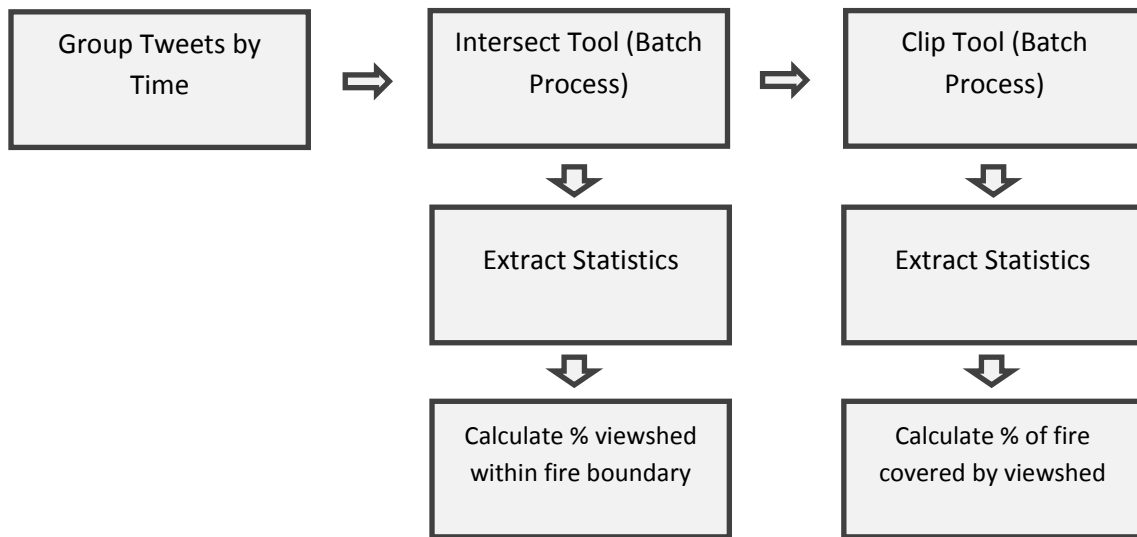 Group Tweets by
Time
Intersect Tool (Batch
Process)
Clip Tool (Batch
Process)
Extract Statistics
Extract Statistics
Calculate % viewshed
within fire boundary
Calculate % of fire
covered by viewshed